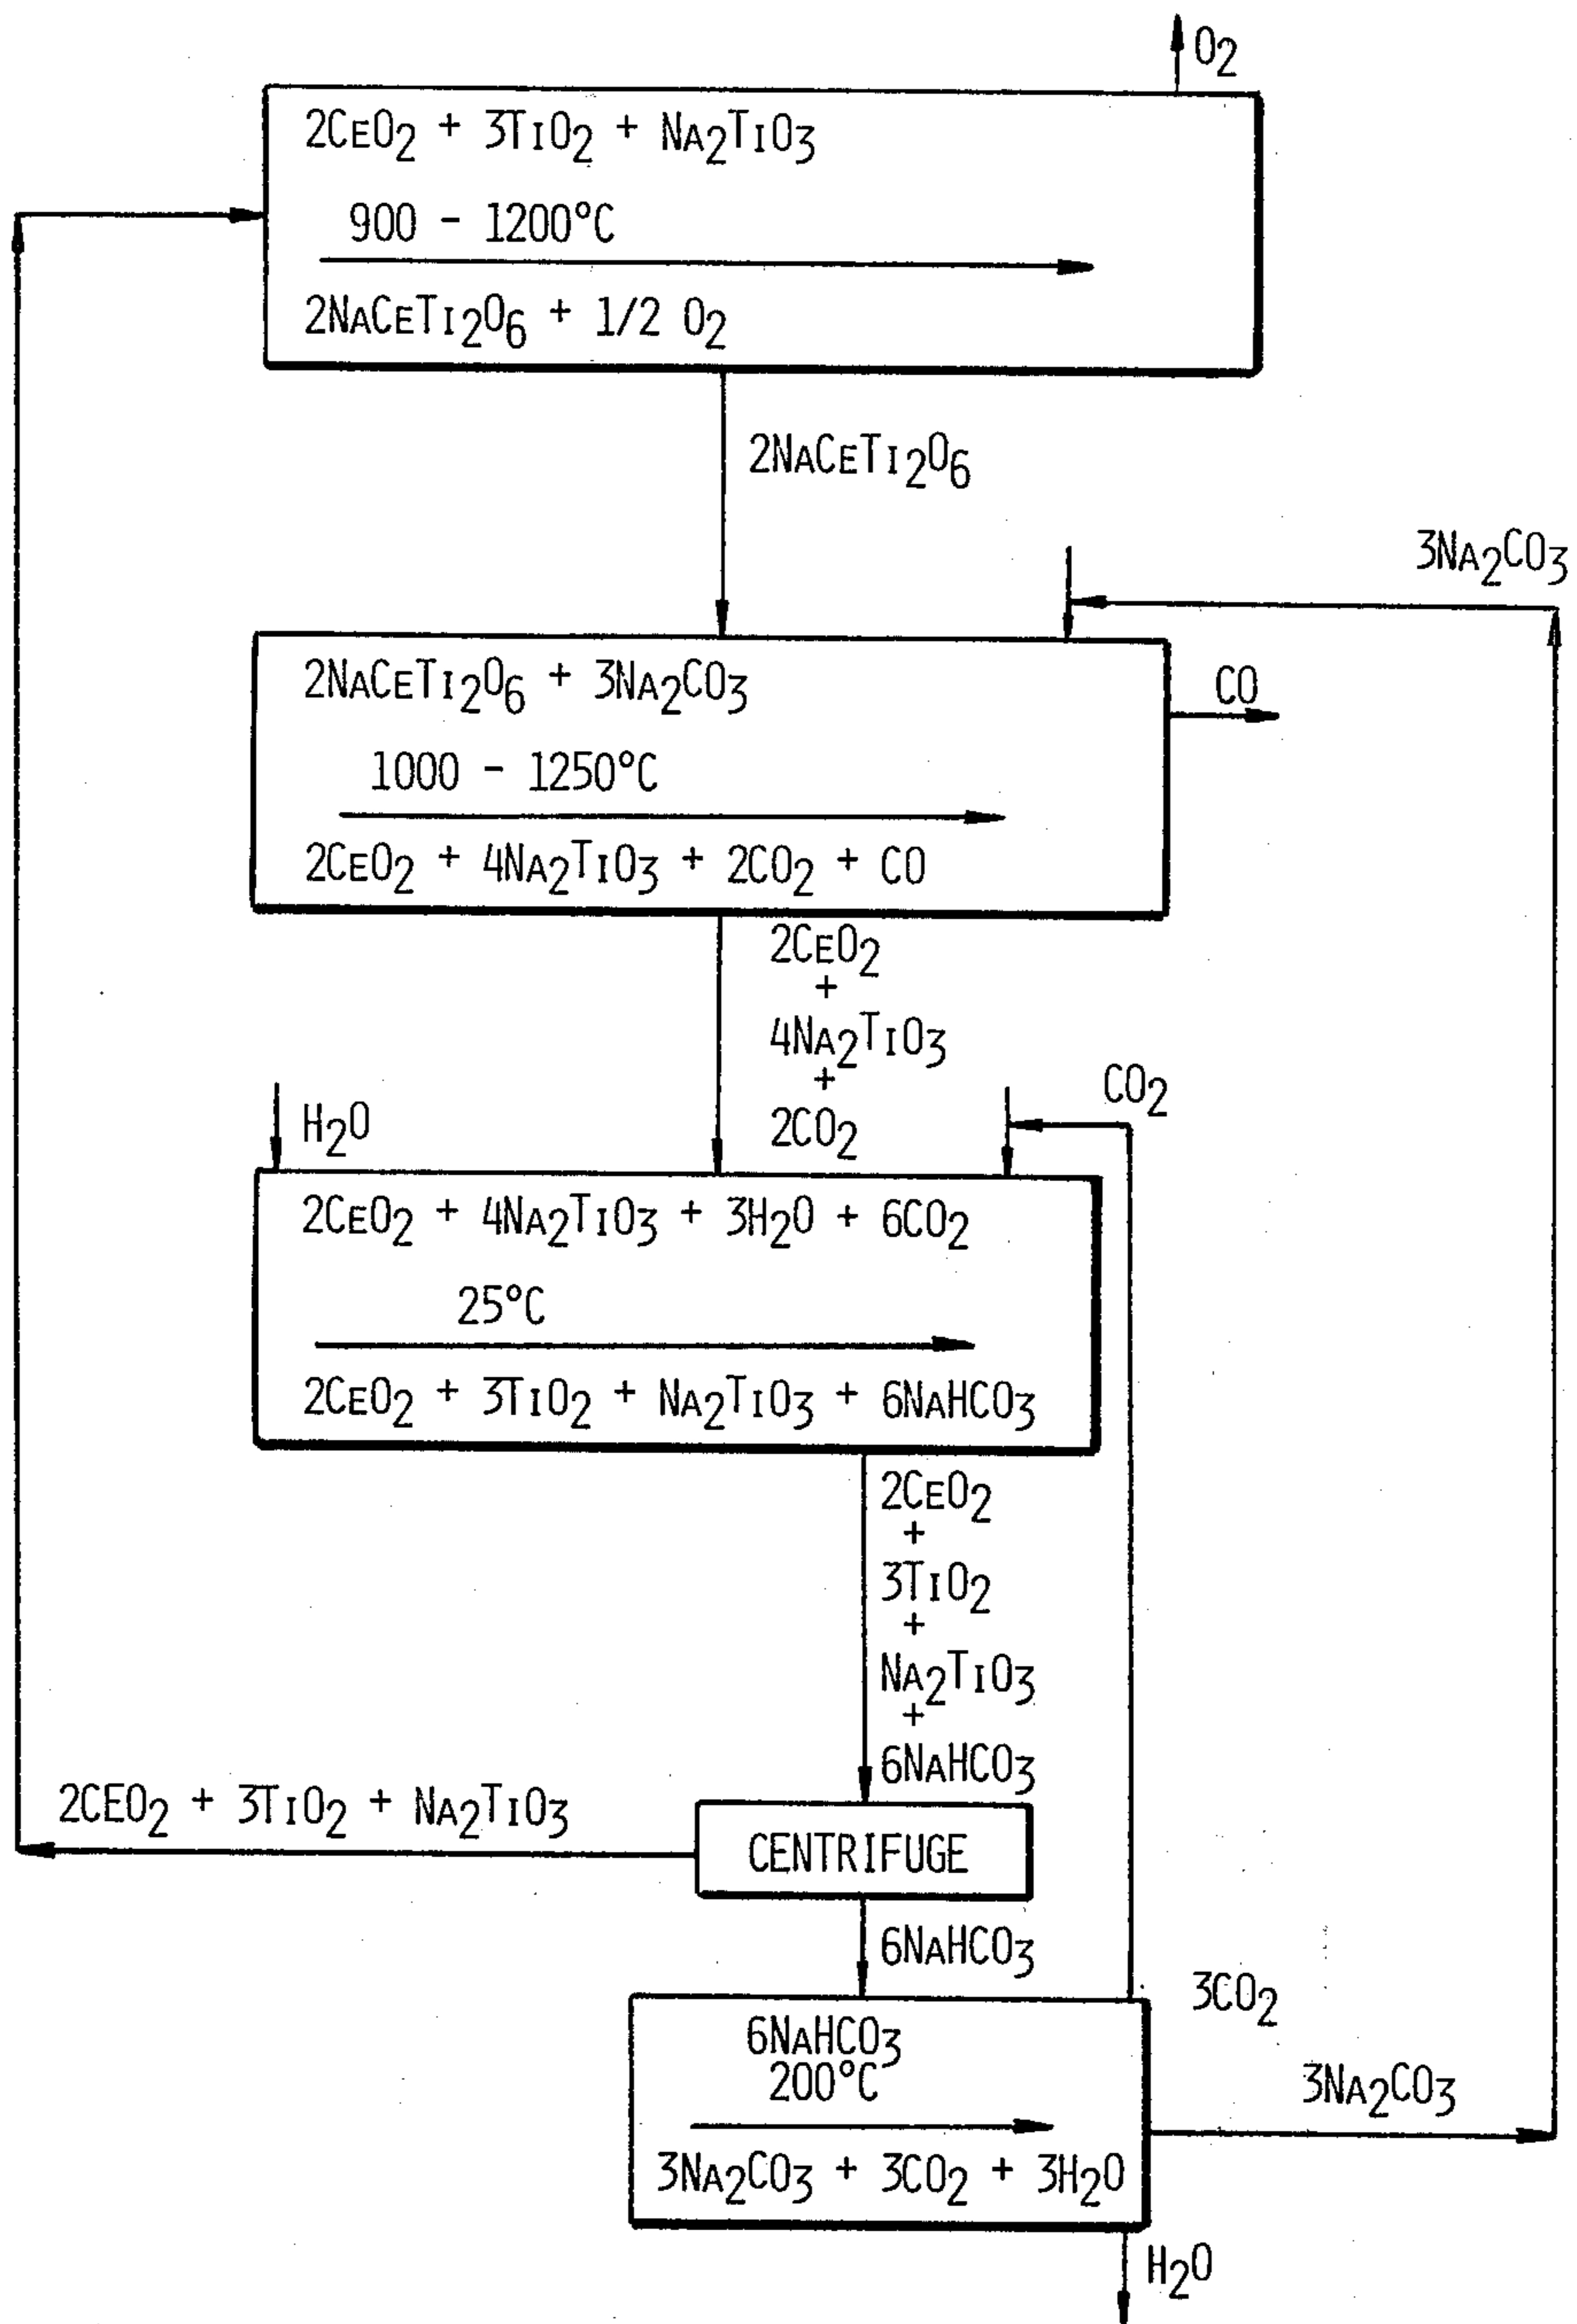 O2
2CeO2 + 3TiO2 + Na2TiO3
900 - 1200°C
2NaCeTi2O6 + 1/2 O2
2NaCeTi2O6
3Na2CO3
2NaCeTi2O6 + 3Na2CO3
CO
1000 - 1250°C
2CeO2 + 4Na2TiO3 + 2CO2 + CO
2CeO2
+
4Na2TiO3
+
2CO2
CO2
H2O
2CeO2 + 4Na2TiO3 + 3H2O + 6CO2
25°C
2CeO2 + 3TiO2 + Na2TiO3 + 6NaHCO3
2CeO2
+
3TiO2
+
Na2TiO3
+
6NaHCO3
2CEO2 + 3TiO2 + Na2TiO3
CENTRIFUGE
6NaHCO3
3CO2
6NaHCO3
200°C
3Na2CO3
3Na2CO3 + 3CO2 + 3H2O
H2O